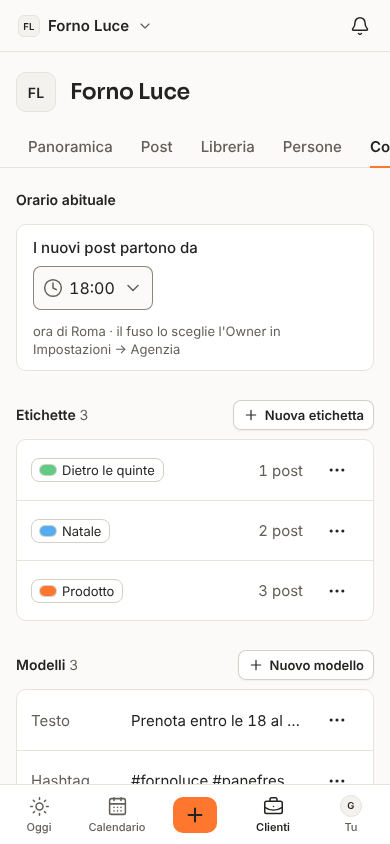 FL Forno Luce
FL Forno Luce
Panoramica Post Libreria Persone Co
Orario abituale
I nuovi post partono da
18:00
ora di Roma · il fuso lo sceglie l'Owner in
Impostazioni → Agenzia
Etichette 3 + Nuova etichetta
Dietro le quinte 1 post ...
Natale 2 post ...
Prodotto 3 post ...
Modelli 3 + Nuovo modello
Testo Prenota entro le 18 al ... ...
Hashtag #fornoluce #panefres ...
Oggi Calendario + Clienti G Tu